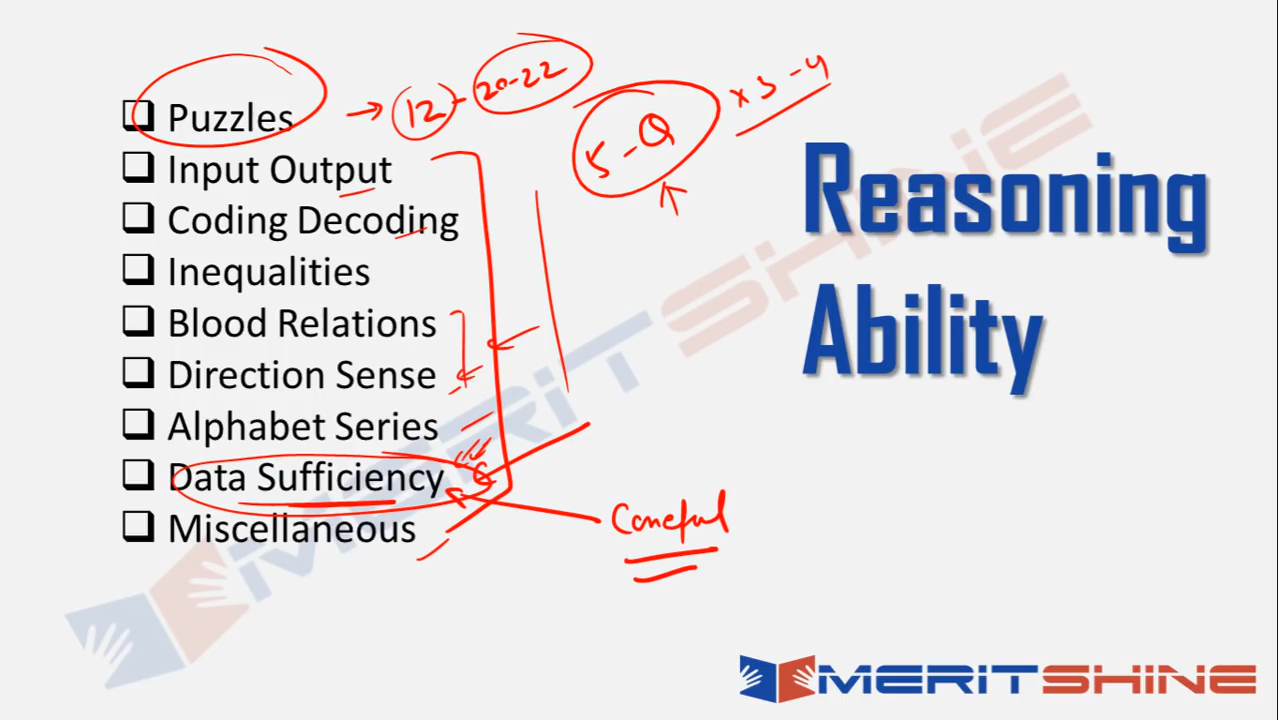 Puzzles → 12 - 20-22
5-Q
x 3-4
Input Output
Coding Decoding
Inequalities
Blood Relations
Direction Sense
Alphabet Series
Data Sufficiency
Miscellaneous
Careful
Reasoning
Ability
MERITSHINE
MERITSHINE